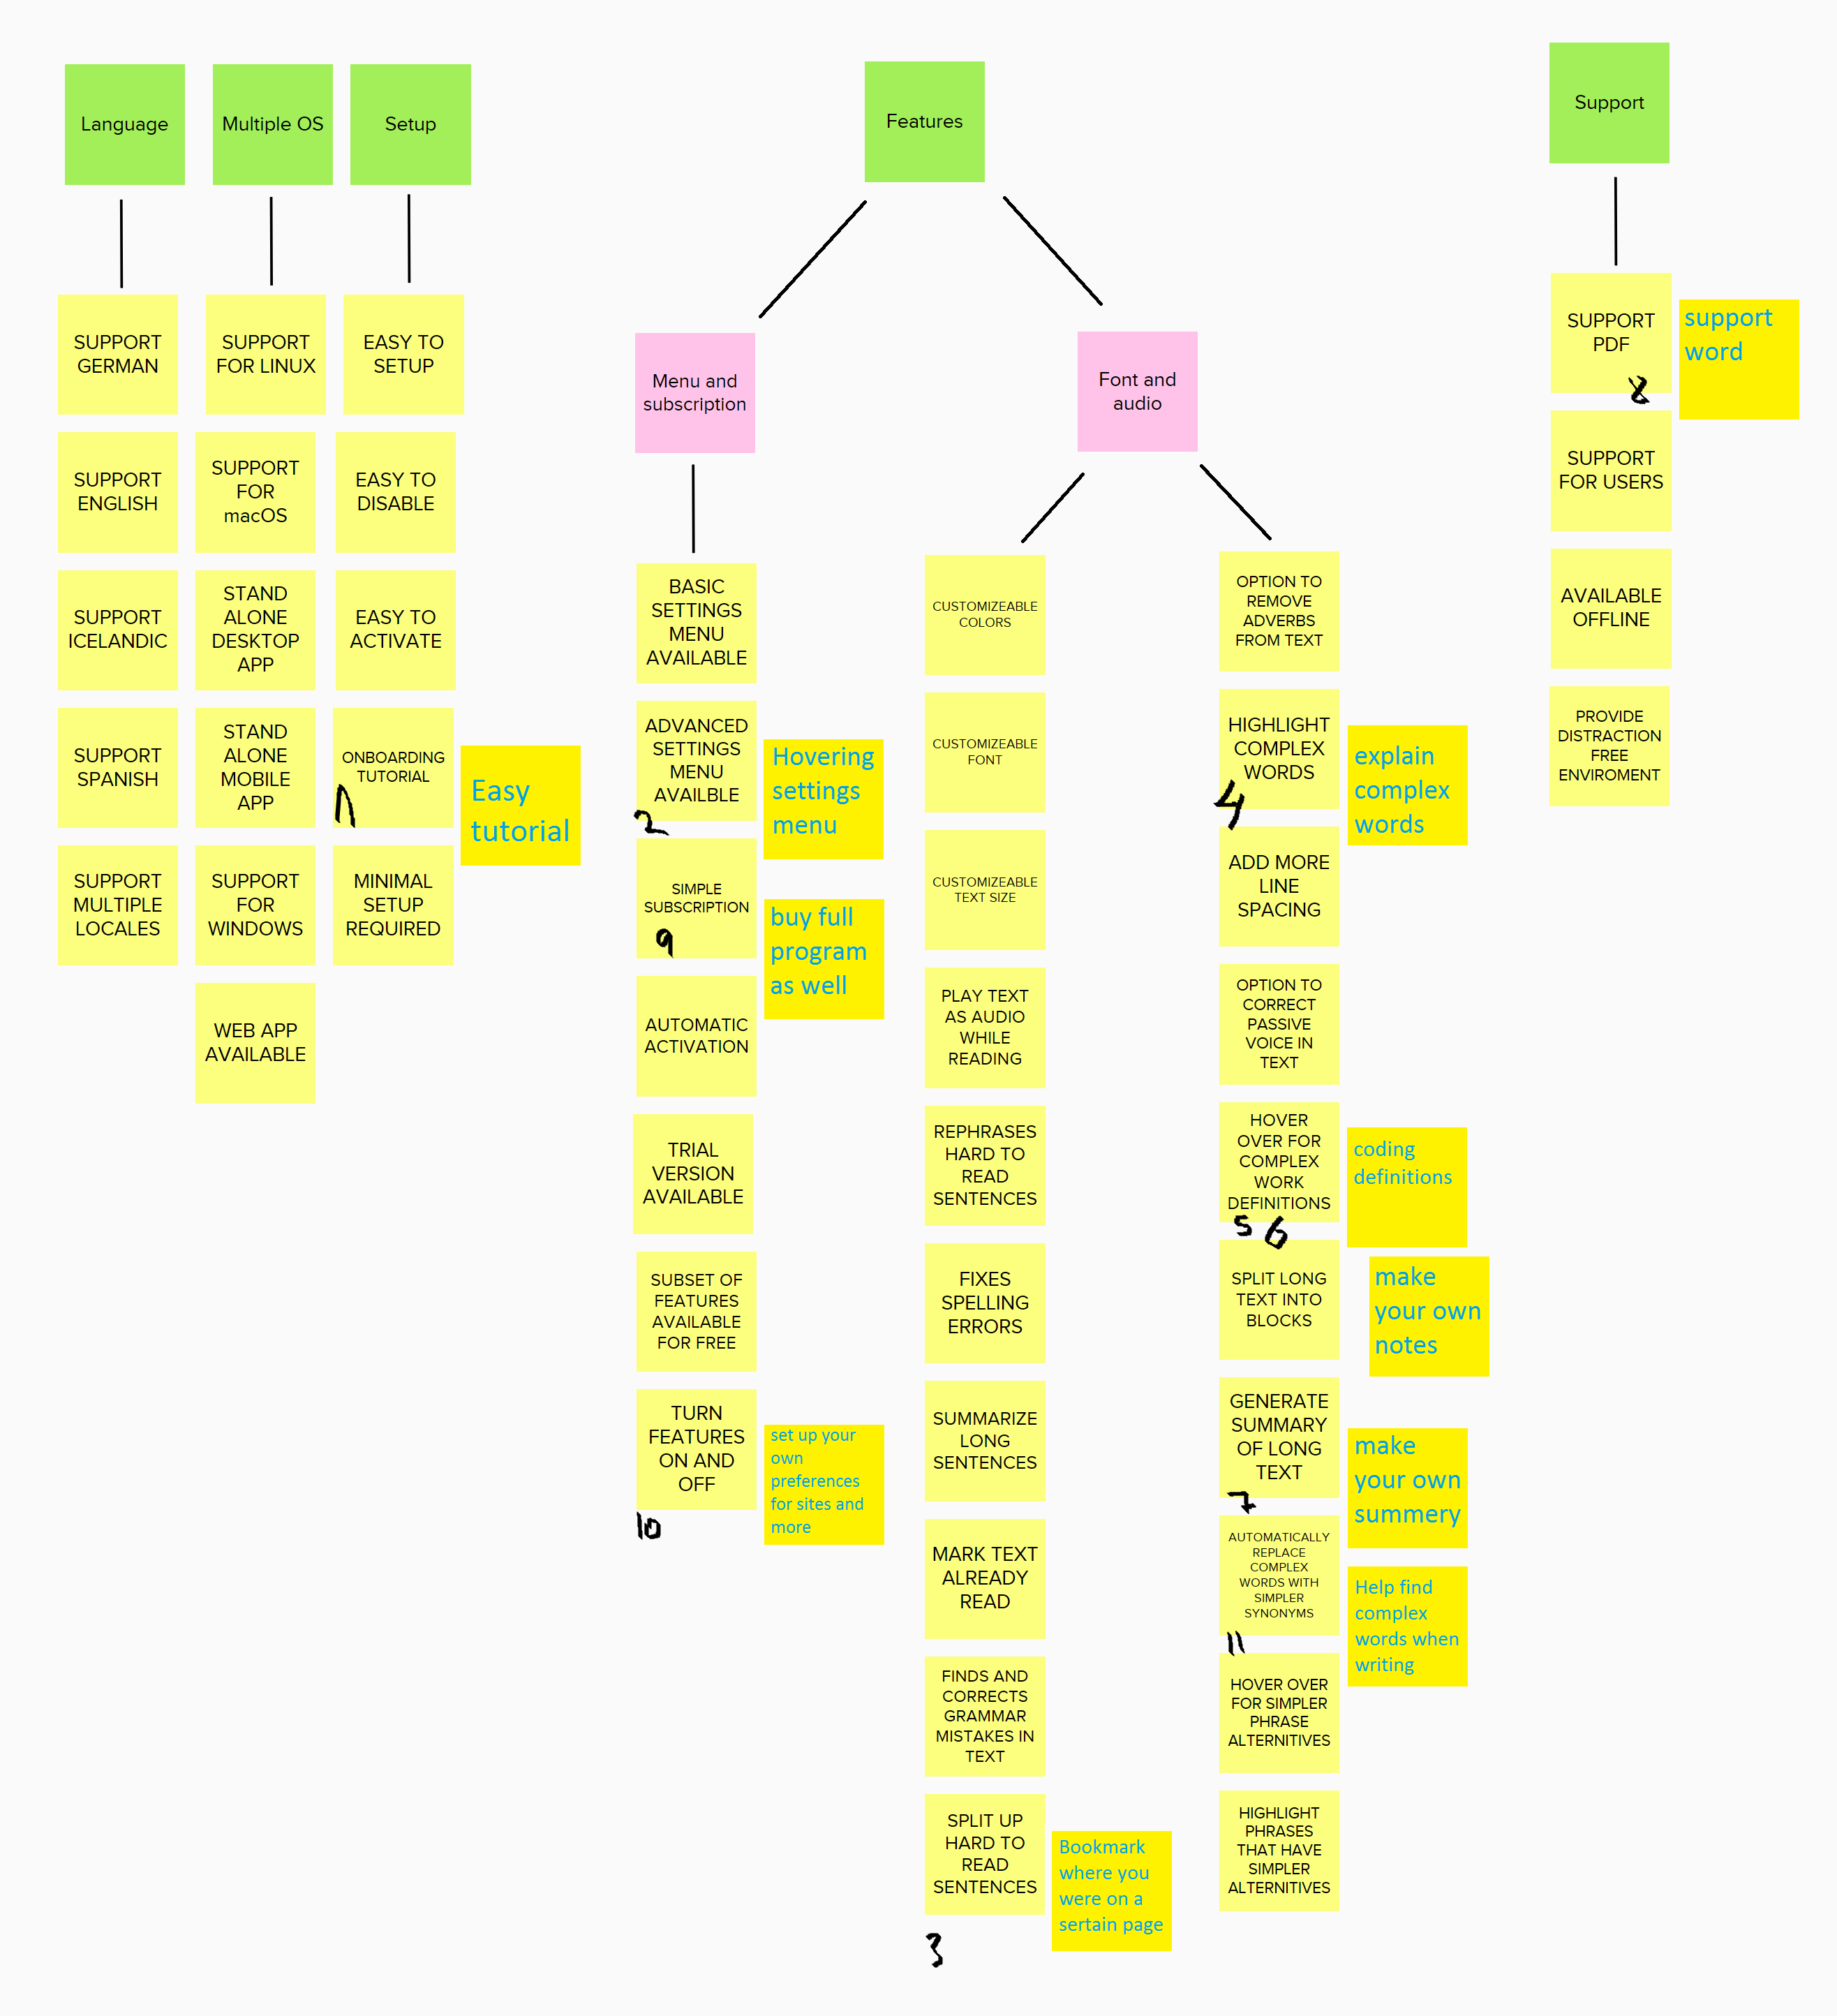 Language
SUPPORT
GERMAN
SUPPORT
ENGLISH
SUPPORT
ICELANDIC
SUPPORT
SPANISH
SUPPORT
MULTIPLE
LOCALES
Multiple OS
SUPPORT
FOR LINUX
SUPPORT
FOR
macOS
STAND
ALONE
DESKTOP
APP
STAND
ALONE
MOBILE
APP
SUPPORT
FOR
WINDOWS
WEB APP
AVAILABLE
Setup
EASY TO
SETUP
EASY TO
DISABLE
EASY TO
ACTIVATE
ONBOARDING
TUTORIAL
1
Easy
tutorial
MINIMAL
SETUP
REQUIRED
Features
Menu and
subscription
BASIC
SETTINGS
MENU
AVAILABLE
ADVANCED
SETTINGS
MENU
AVAILBLE
2
Hovering
settings
menu
SIMPLE
SUBSCRIPTION
9
buy full
program
as well
AUTOMATIC
ACTIVATION
TRIAL
VERSION
AVAILABLE
SUBSET OF
FEATURES
AVAILABLE
FOR FREE
TURN
FEATURES
ON AND
OFF
10
set up your
own
preferences
for sites and
more
Font and
audio
CUSTOMIZEABLE
COLORS
CUSTOMIZEABLE
FONT
CUSTOMIZEABLE
TEXT SIZE
PLAY TEXT
AS AUDIO
WHILE
READING
REPHRASES
HARD TO
READ
SENTENCES
FIXES
SPELLING
ERRORS
SUMMARIZE
LONG
SENTENCES
MARK TEXT
ALREADY
READ
FINDS AND
CORRECTS
GRAMMAR
MISTAKES IN
TEXT
SPLIT UP
HARD TO
READ
SENTENCES
3
Bookmark
where you
were on a
sertain page
OPTION TO
REMOVE
ADVERBS
FROM TEXT
HIGHLIGHT
COMPLEX
WORDS
4
explain
complex
words
ADD MORE
LINE
SPACING
OPTION TO
CORRECT
PASSIVE
VOICE IN
TEXT
HOVER
OVER FOR
COMPLEX
WORK
DEFINITIONS
5 6
coding
definitions
SPLIT LONG
TEXT INTO
BLOCKS
make
your own
notes
GENERATE
SUMMARY
OF LONG
TEXT
7
make
your own
summery
AUTOMATICALLY
REPLACE
COMPLEX
WORDS WITH
SIMPLER
SYNONYMS
11
Help find
complex
words when
writing
HOVER OVER
FOR SIMPLER
PHRASE
ALTERNITIVES
HIGHLIGHT
PHRASES
THAT HAVE
SIMPLER
ALTERNITIVES
Support
SUPPORT
PDF
8
support
word
SUPPORT
FOR USERS
AVAILABLE
OFFLINE
PROVIDE
DISTRACTION
FREE
ENVIROMENT